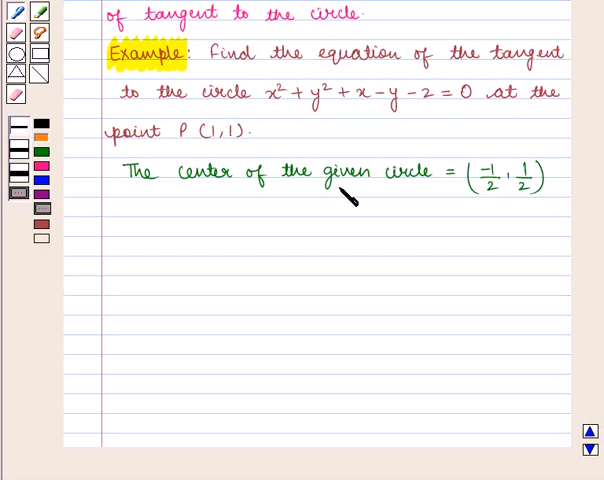 of tangent to the circle.
Example: Find the equation of the tangent
to the circle x² + y² + x - y - 2 = 0 at the
point P (1,1).
The center of the given circle = (-1/2, 1/2)